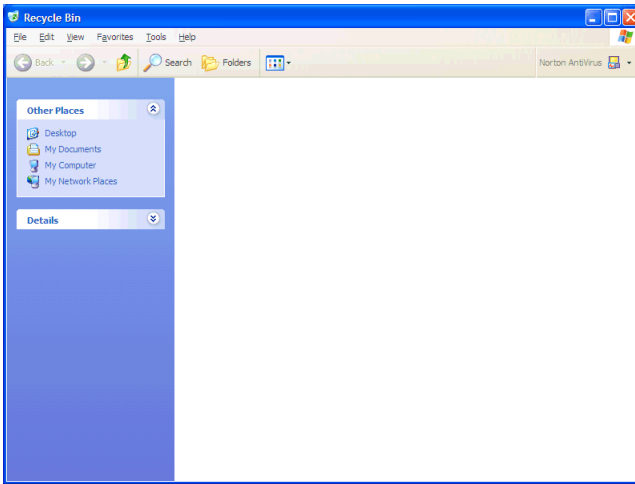 Recycle Bin
File Edit View Favorites Tools Help
Back Search Folders Norton AntiVirus
Other Places
Desktop
My Documents
My Computer
My Network Places
Details